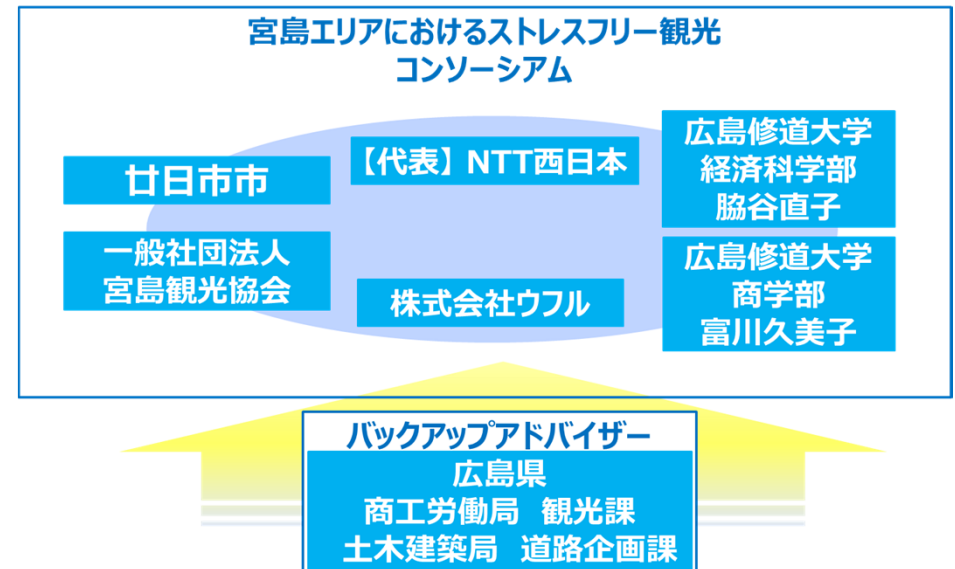 宮島エリアにおけるストレスフリー観光
コンソーシアム
廿日市市
一般社団法人
宮島観光協会
【代表】NTT西日本
株式会社ウフル
広島修道大学
経済科学部
脇谷直子
広島修道大学
商学部
富川久美子
バックアップアドバイザー
広島県
商工労働局 観光課
土木建築局 道路企画課